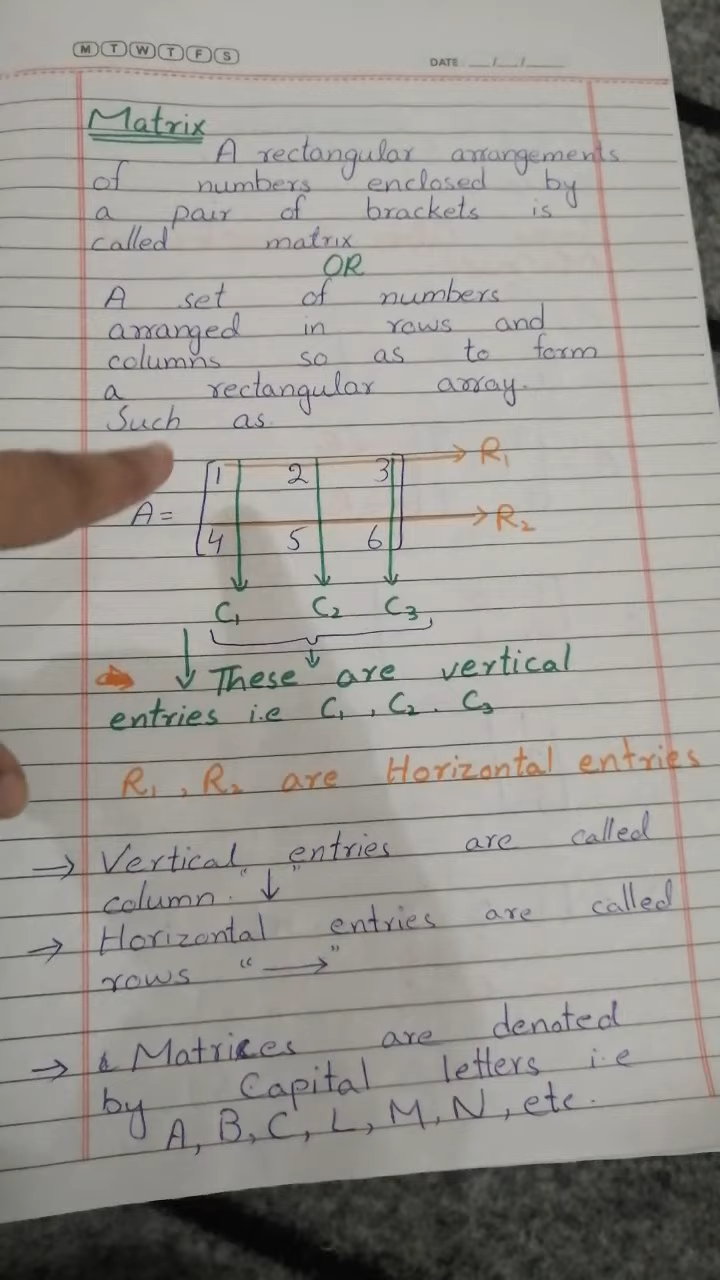 M T W T F S
DATE __/__/____
Matrix
A rectangular arrangements
of numbers enclosed by
a pair of brackets is
called matrix
OR
A set of numbers
arranged in rows and
columns so as to form
a rectangular array.
Such as
1 2 3 → R₁
A =
4 5 6 → R₂
C₁ C₂ C₃
These are vertical
entries i.e C₁, C₂. C₃
R₁, R₂ are Horizontal entries
→ Vertical entries are called
column. "↓"
→ Horizontal entries are called
rows "→"
→ Matrices are denoted
by Capital letters i.e
A, B, C, L, M, N, etc.